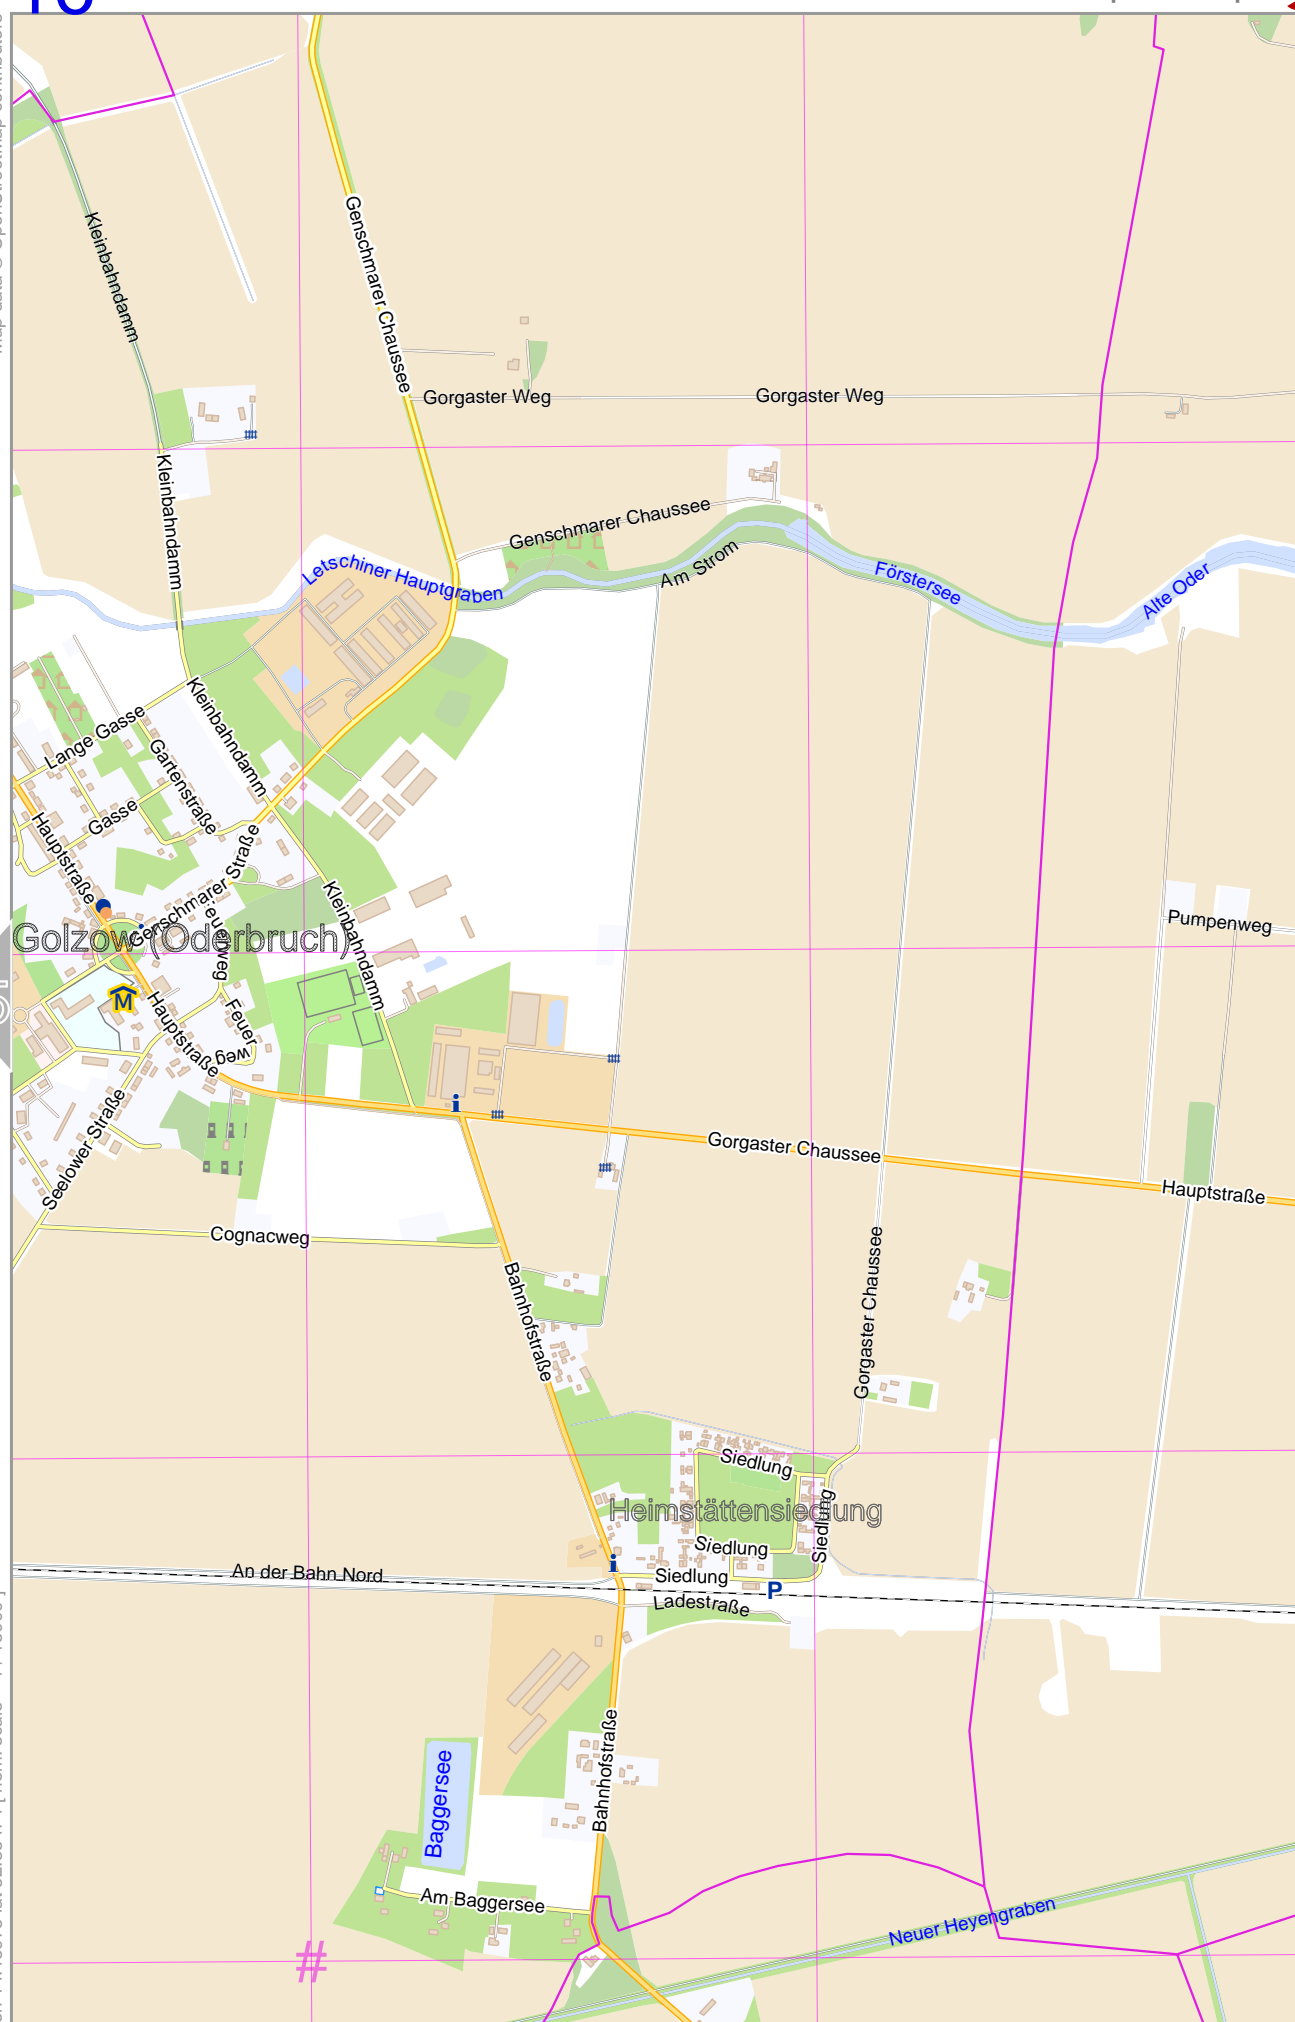 Kleinbahndamm
Genschmarer Chaussee
Gorgaster Weg
Gorgaster Weg
Kleinbahndamm
Genschmarer Chaussee
Am Strom
Letschiner Hauptgraben
Förstersee
Alte Oder
Kleinbahndamm
Lange Gasse
Gartenstraße
Gasse
Hauptstraße
Genschmarer Straße
Kleinbahndamm
Pumpenweg
Golzow (Oderbruch)
Feuerweg
M
Hauptstraße
Feuer
weg
i
Seelower Straße
Gorgaster Chaussee
Hauptstraße
Cognacweg
Bahnhofstraße
Gorgaster Chaussee
Siedlung
Heimstättensiedlung
Siedlung
Siedlung
i
Siedlung
P
An der Bahn Nord
Ladestraße
Bahnhofstraße
Baggersee
Am Baggersee
Neuer Heyengraben
#